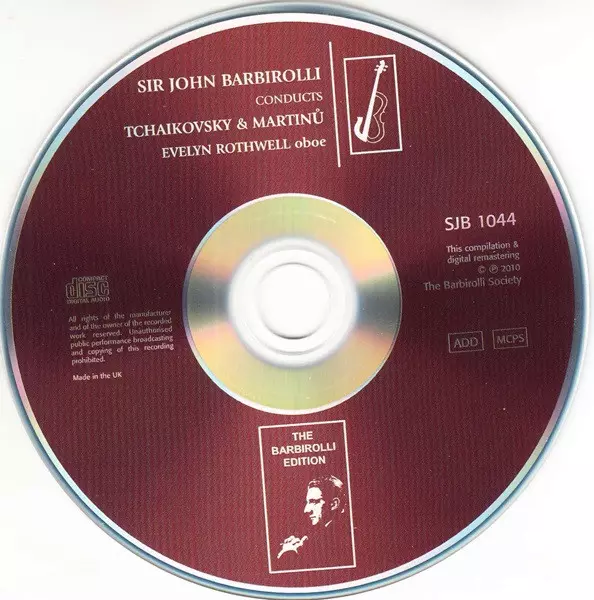 SIR JOHN BARBIROLLI
CONDUCTS
TCHAIKOVSKY & MARTINŮ
EVELYN ROTHWELL oboe
SJB 1044
This compilation &
digital remastering
© ℗ 2010
The Barbirolli Society
ADD
MCPS
COMPACT
disc
DIGITAL AUDIO
All rights of the manufacturer
and of the owner of the recorded
work reserved. Unauthorised
public performance broadcasting
and copying of this recording
prohibited.
Made in the UK
THE
BARBIROLLI
EDITION